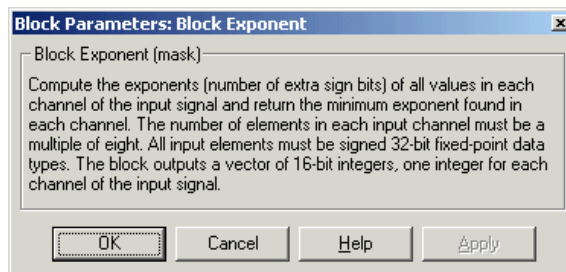 Block Parameters: Block Exponent
Block Exponent (mask)
Compute the exponents (number of extra sign bits) of all values in each
channel of the input signal and return the minimum exponent found in
each channel. The number of elements in each input channel must be a
multiple of eight. All input elements must be signed 32-bit fixed-point data
types. The block outputs a vector of 16-bit integers, one integer for each
channel of the input signal.
OK Cancel Help Apply